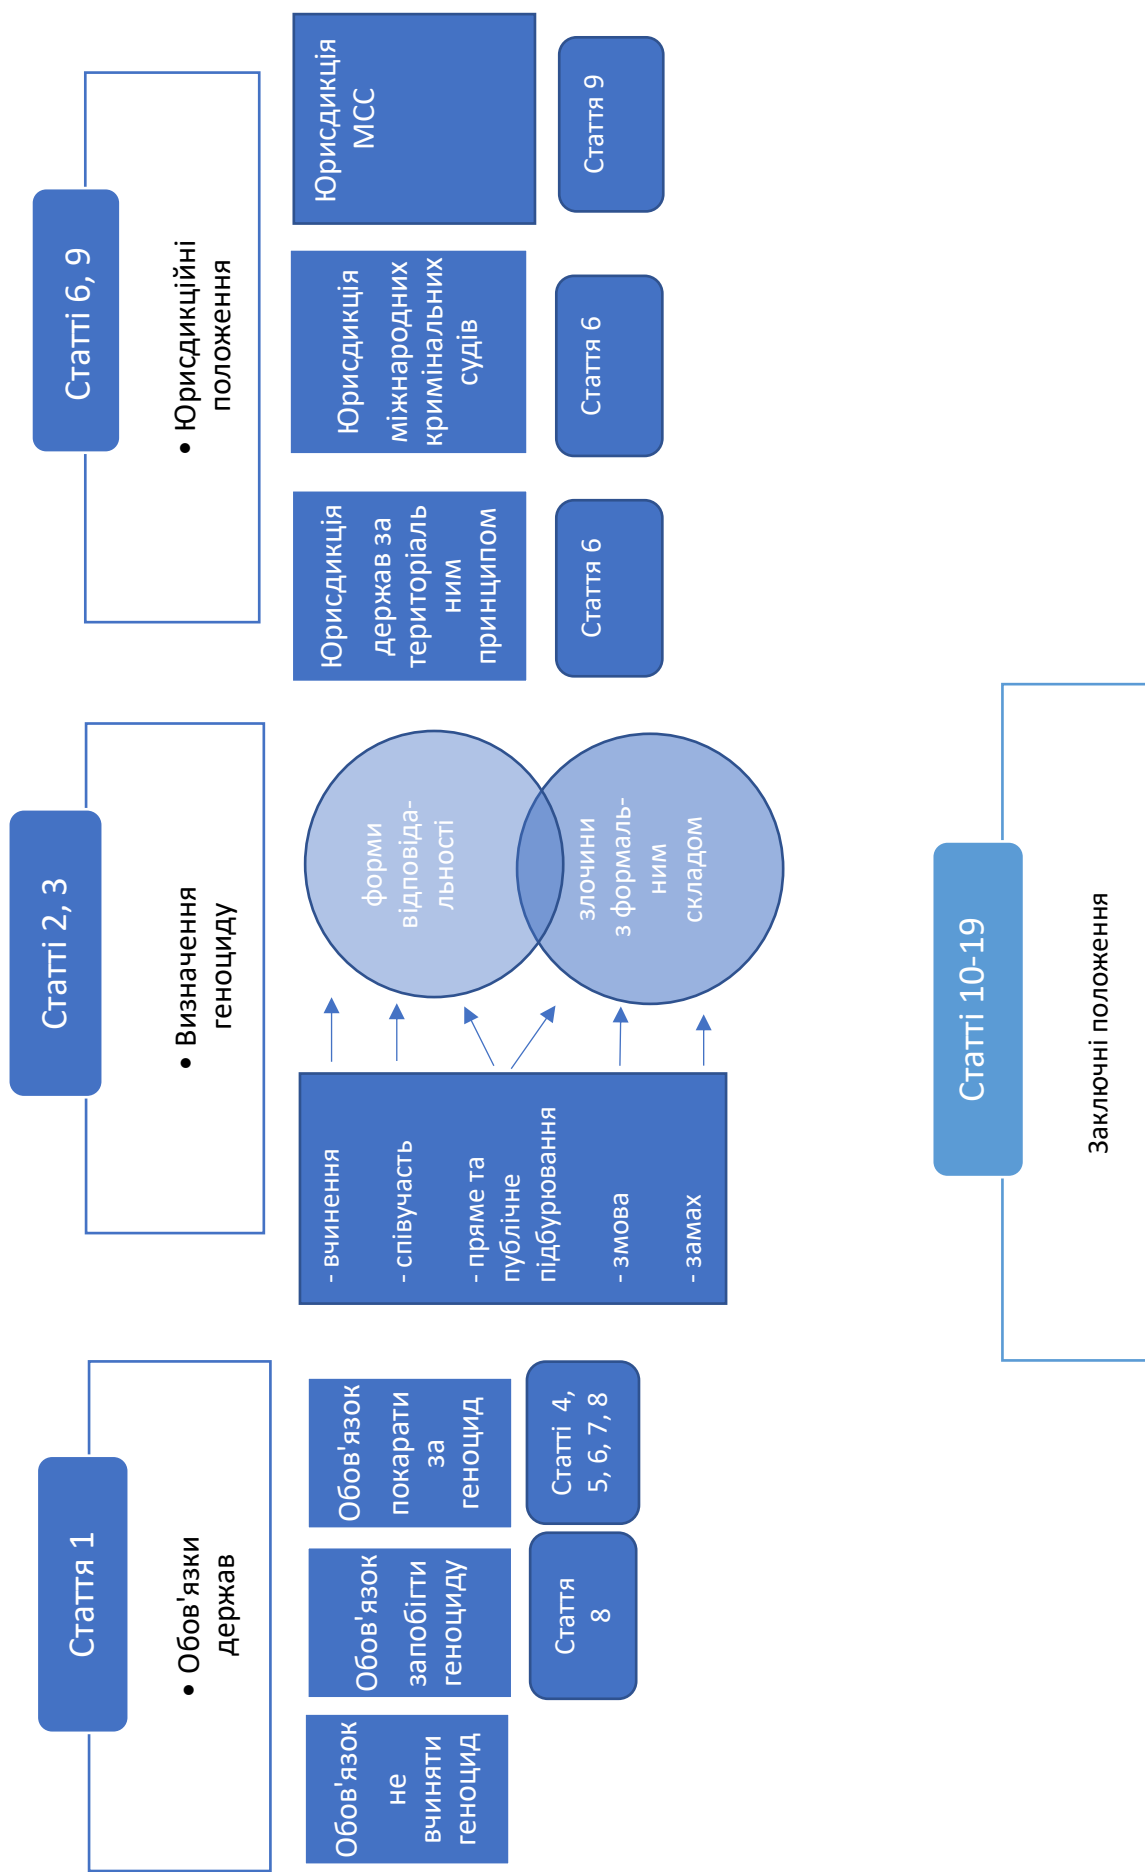 Стаття 1
• Обов'язки
держав
Обов'язок
не
вчиняти
геноцид
Обов'язок
запобігти
геноциду
Стаття
8
Обов'язок
покарати
за
геноцид
Статті 4,
5, 6, 7, 8
Статті 2, 3
• Визначення
геноциду
- вчинення
- співучасть
- пряме та
публічне
підбурювання
- змова
- замах
форми
відповіда-
льності
злочини
з формаль-
ним
складом
Статті 6, 9
• Юрисдикційні
положення
Юрисдикція
держав за
територіаль
ним
принципом
Стаття 6
Юрисдикція
міжнародних
кримінальних
судів
Стаття 6
Юрисдикція
МСС
Стаття 9
Статті 10-19
Заключні положення